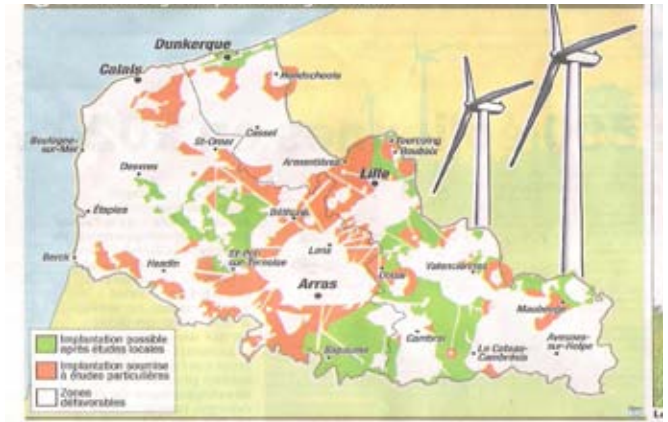 Dunkerque
Calais
Hondschoote
Cassel
St-Omer
Boulogne-
sur-Mer
Desvres
Armentières
Tourcoing
Roubaix
Lille
Étaples
Béthune
Berck
Hesdin
St-Pol-
sur-Ternoise
Lens
Douai
Valenciennes
Arras
Maubeuge
Bapaume
Cambrai
Le Cateau-
Cambrésis
Avesnes-
sur-Helpe
Implantation possible
après études locales
Implantation soumise
à études particulières
Zones
défavorables